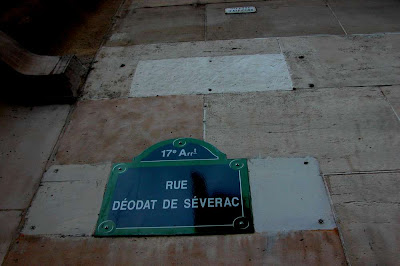 17ᵉ Arrᵗ
RUE
DÉODAT DE SÉVERAC